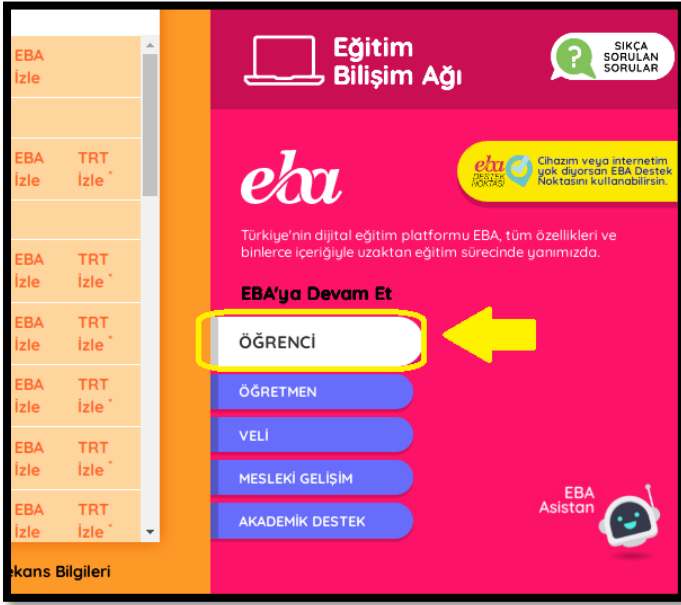 EBA
İzle
EBA TRT
İzle İzle *
EBA TRT
İzle İzle *
EBA TRT
İzle İzle *
EBA TRT
İzle İzle *
EBA TRT
İzle İzle *
EBA TRT
İzle İzle *
ekans Bilgileri
Eğitim
Bilişim Ağı
?
SIKÇA
SORULAN
SORULAR
eba
eba
DESTEK
NOKTASI
Cihazım veya internetim
yok diyorsan EBA Destek
Noktasını kullanabilirsin.
Türkiye'nin dijital eğitim platformu EBA, tüm özellikleri ve
binlerce içeriğiyle uzaktan eğitim sürecinde yanımızda.
EBA'ya Devam Et
ÖĞRENCİ
ÖĞRETMEN
VELİ
MESLEKİ GELİŞİM
AKADEMİK DESTEK
EBA
Asistan